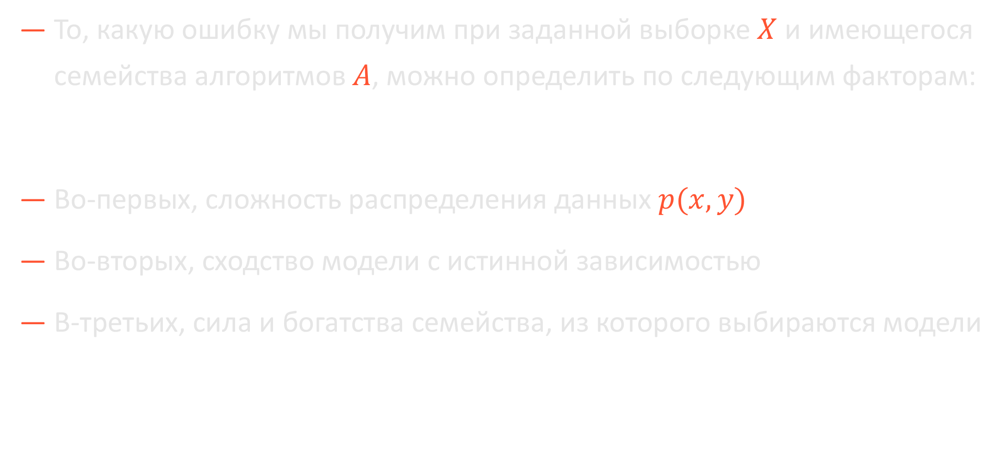 — То, какую ошибку мы получим при заданной выборке X и имеющегося
семейства алгоритмов A, можно определить по следующим факторам:
— Во-первых, сложность распределения данных p(x, y)
— Во-вторых, сходство модели с истинной зависимостью
— В-третьих, сила и богатства семейства, из которого выбираются модели